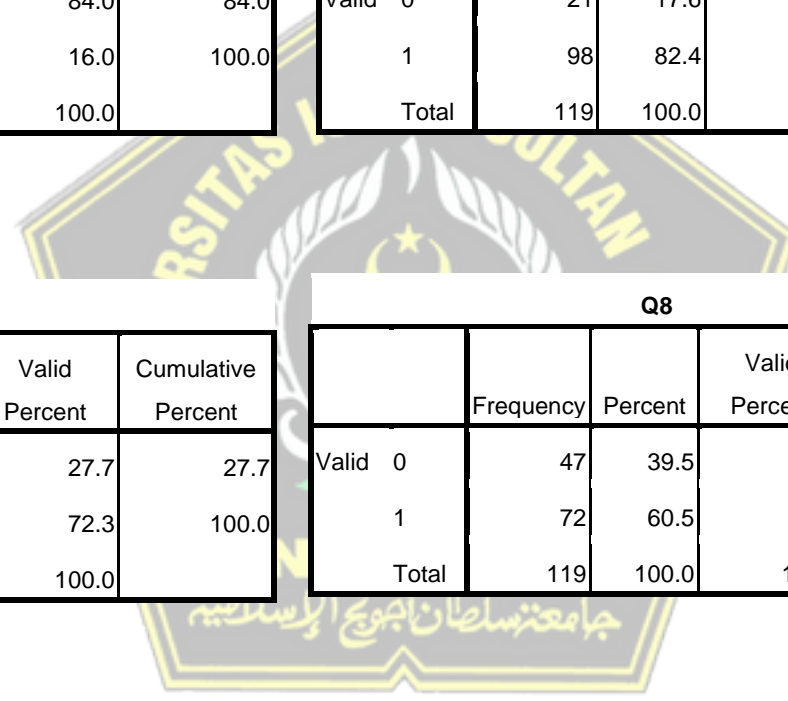 84.0 84.0
16.0 100.0
100.0
Valid 0 21 17.6
1 98 82.4
Total 119 100.0
SULTAN
Valid Cumulative
Percent Percent
27.7 27.7
72.3 100.0
100.0
Q8
Frequency Percent
Valid 0 47 39.5
1 72 60.5
Total 119 100.0
جامعتنسلطان أجونج الإسلامية